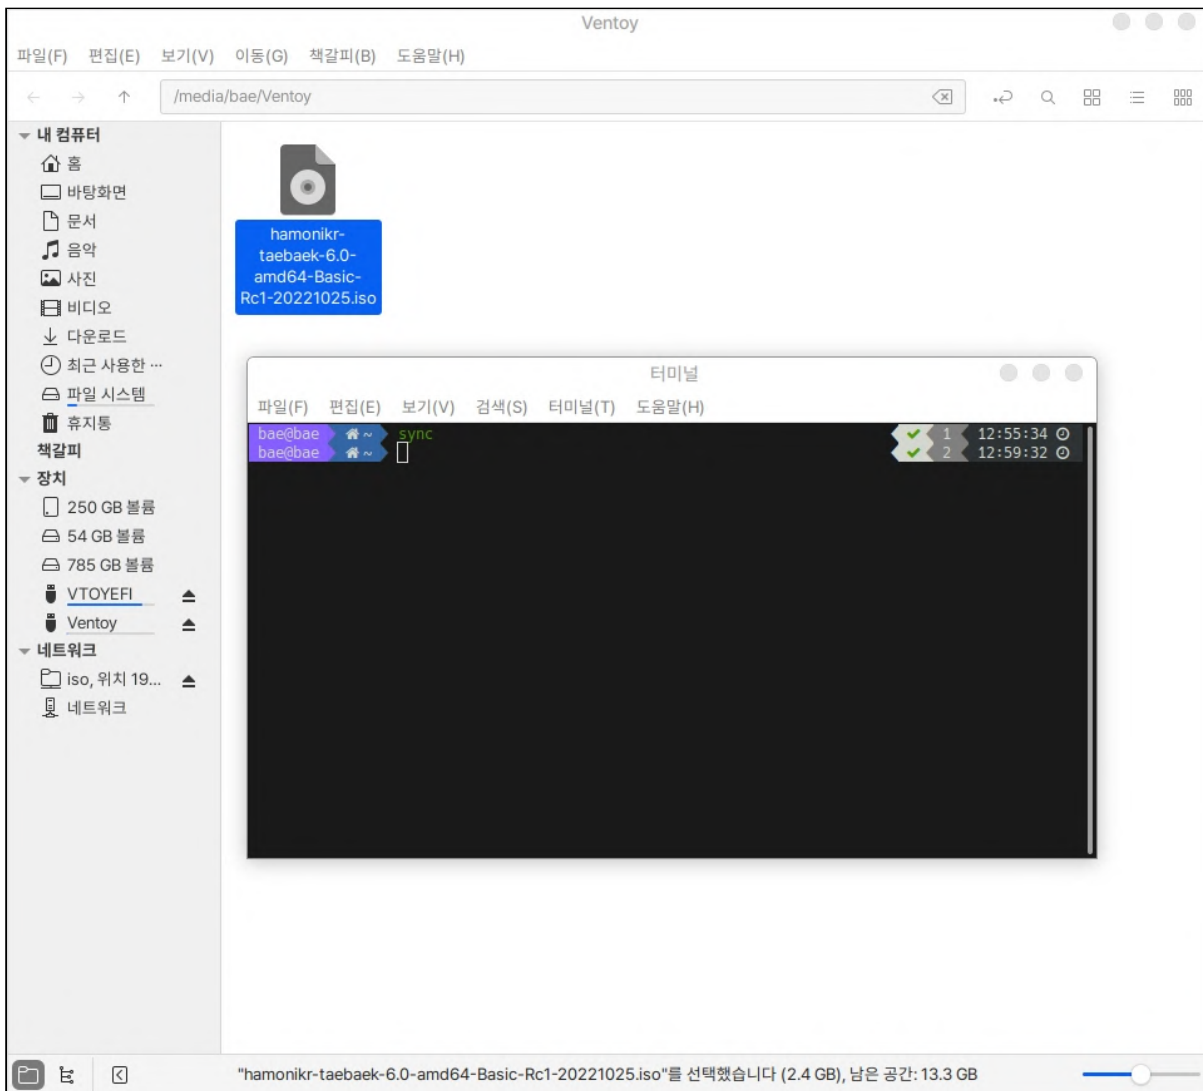 Ventoy
파일(F) 편집(E) 보기(V) 이동(G) 책갈피(B) 도움말(H)
/media/bae/Ventoy
내 컴퓨터
홈
바탕화면
문서
음악
사진
비디오
다운로드
최근 사용한 ...
파일 시스템
휴지통
책갈피
장치
250 GB 볼륨
54 GB 볼륨
785 GB 볼륨
VTOYEFI
Ventoy
네트워크
iso, 위치 19...
네트워크
hamonikr-
taebaek-6.0-
amd64-Basic-
Rc1-20221025.iso
터미널
파일(F) 편집(E) 보기(V) 검색(S) 터미널(T) 도움말(H)
bae@bae ~ sync 1 12:55:34
bae@bae ~ 2 12:59:32
"hamonikr-taebaek-6.0-amd64-Basic-Rc1-20221025.iso"를 선택했습니다 (2.4 GB), 남은 공간: 13.3 GB